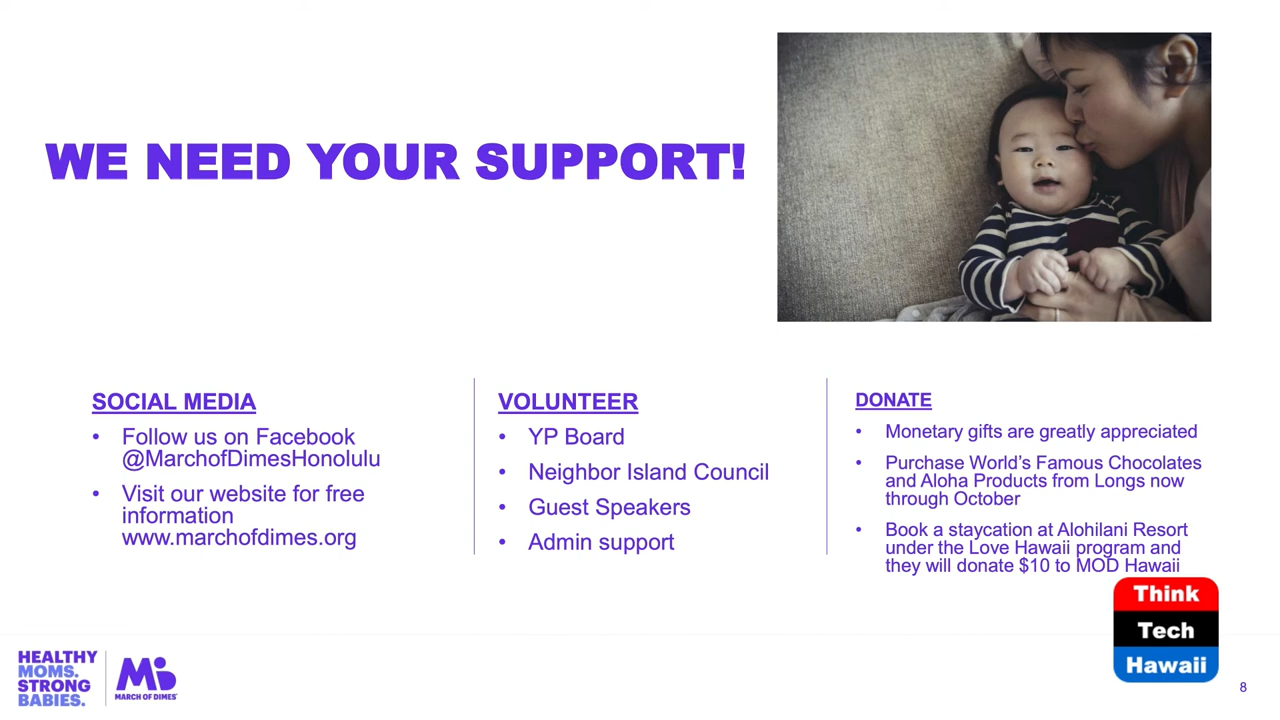 WE NEED YOUR SUPPORT!
SOCIAL MEDIA
• Follow us on Facebook
@MarchofDimesHonolulu
• Visit our website for free
information
www.marchofdimes.org
VOLUNTEER
• YP Board
• Neighbor Island Council
• Guest Speakers
• Admin support
DONATE
• Monetary gifts are greatly appreciated
• Purchase World’s Famous Chocolates
and Aloha Products from Longs now
through October
• Book a staycation at Alohilani Resort
under the Love Hawaii program and
they will donate $10 to MOD Hawaii
Think
Tech
Hawaii
HEALTHY
MOMS.
STRONG
BABIES.
MARCH OF DIMES
8